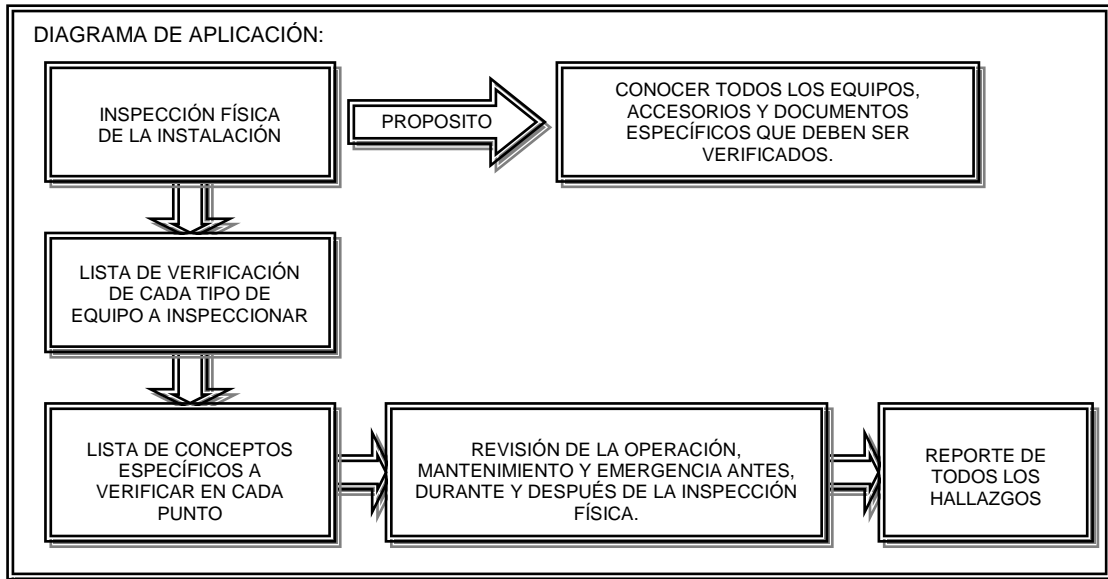 DIAGRAMA DE APLICACIÓN:
INSPECCIÓN FÍSICA
DE LA INSTALACIÓN
PROPOSITO
CONOCER TODOS LOS EQUIPOS,
ACCESORIOS Y DOCUMENTOS
ESPECÍFICOS QUE DEBEN SER
VERIFICADOS.
LISTA DE VERIFICACIÓN
DE CADA TIPO DE
EQUIPO A INSPECCIONAR
LISTA DE CONCEPTOS
ESPECÍFICOS A
VERIFICAR EN CADA
PUNTO
REVISIÓN DE LA OPERACIÓN,
MANTENIMIENTO Y EMERGENCIA ANTES,
DURANTE Y DESPUÉS DE LA INSPECCIÓN
FÍSICA.
REPORTE DE
TODOS LOS
HALLAZGOS